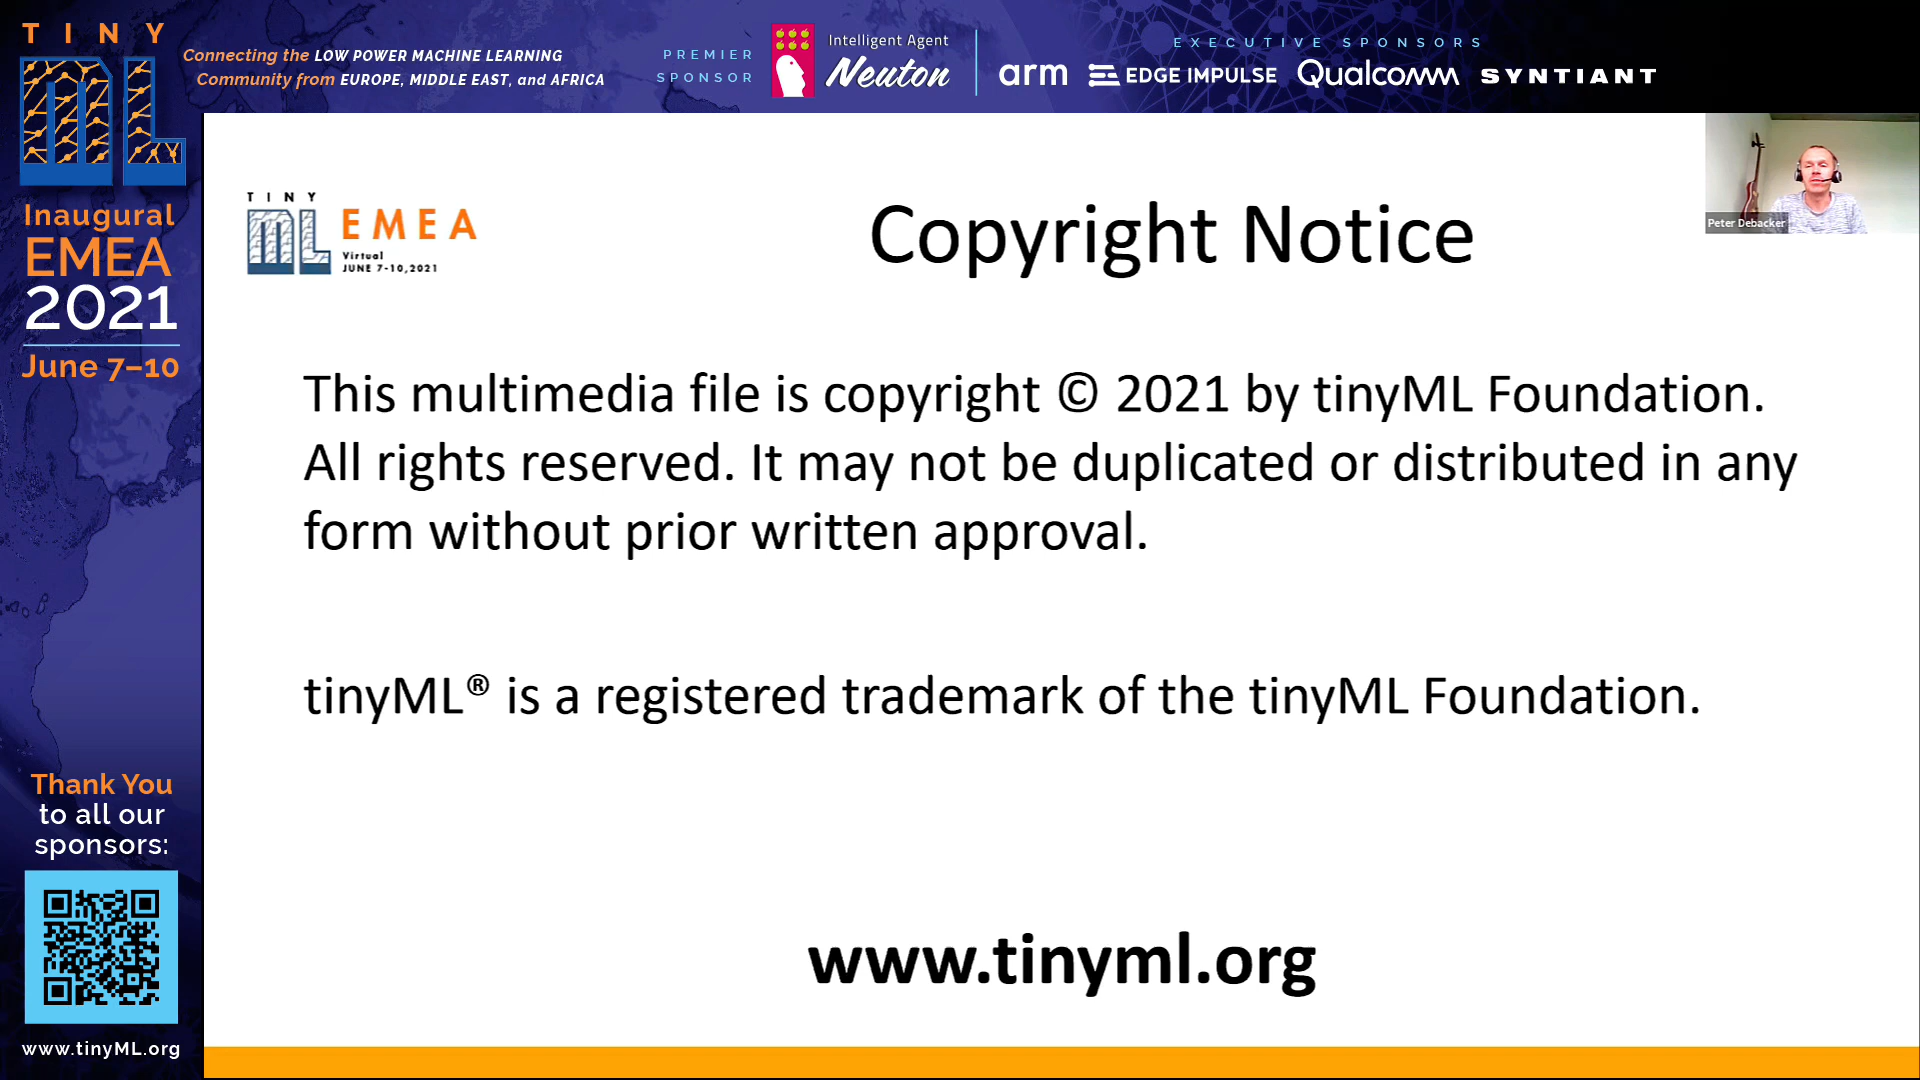 TINY
ML
Connecting the LOW POWER MACHINE LEARNING
Community from EUROPE, MIDDLE EAST, and AFRICA
PREMIER
SPONSOR
Intelligent Agent
Neuton
EXECUTIVE SPONSORS
arm
EDGE IMPULSE
Qualcomm
SYNTIANT
Inaugural
EMEA
2021
June 7–10
Thank You
to all our
sponsors:
www.tinyML.org
TINY
ML
EMEA
Virtual
JUNE 7-10,2021
Copyright Notice
Peter Debacker
This multimedia file is copyright © 2021 by tinyML Foundation.
All rights reserved. It may not be duplicated or distributed in any
form without prior written approval.
tinyML® is a registered trademark of the tinyML Foundation.
www.tinyml.org